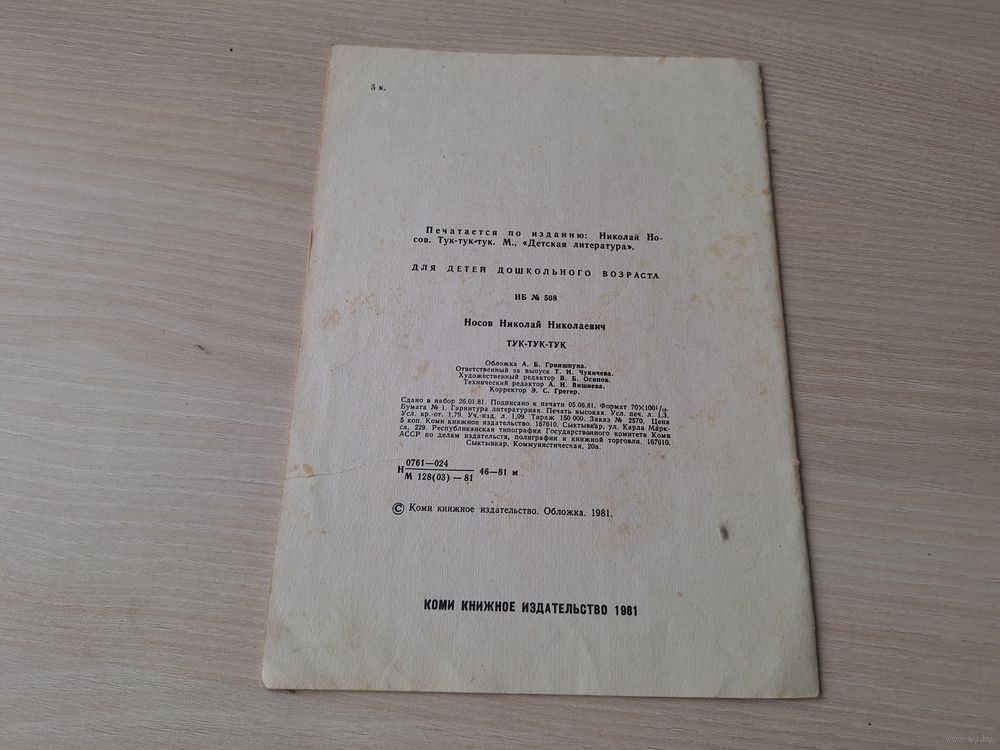 5 к.
Печатается по изданию: Николай Но-
сов. Тук-тук-тук. М., «Детская литература».
ДЛЯ ДЕТЕЙ ДОШКОЛЬНОГО ВОЗРАСТА
ИБ № 508
Носов Николай Николаевич
ТУК-ТУК-ТУК
Обложка А. Б. Гриншпуна.
Ответственный за выпуск Т. Н. Чукичева.
Художественный редактор В. Б. Осипов.
Технический редактор А. Н. Вишнева.
Корректор Э. С. Грегер.
Сдано в набор 26.01.81. Подписано к печати 05.06.81. Формат 70×100¹/₁₆.
Бумага № 1. Гарнитура литературная. Печать высокая. Усл. печ. л. 1,3.
Усл. кр.-от. 1,79. Уч.-изд. л. 1,09. Тираж 150 000. Заказ № 2570. Цена
5 коп. Коми книжное издательство. 167610. Сыктывкар, ул. Карла Марк-
са, 229. Республиканская типография Государственного комитета Коми
АССР по делам издательств, полиграфии и книжной торговли. 167610.
Сыктывкар, Коммунистическая, 20а.
0761—024
Н 46—81 м
М 128(03) — 81
© Коми книжное издательство. Обложка. 1981.
КОМИ КНИЖНОЕ ИЗДАТЕЛЬСТВО 1981
www.ay.by